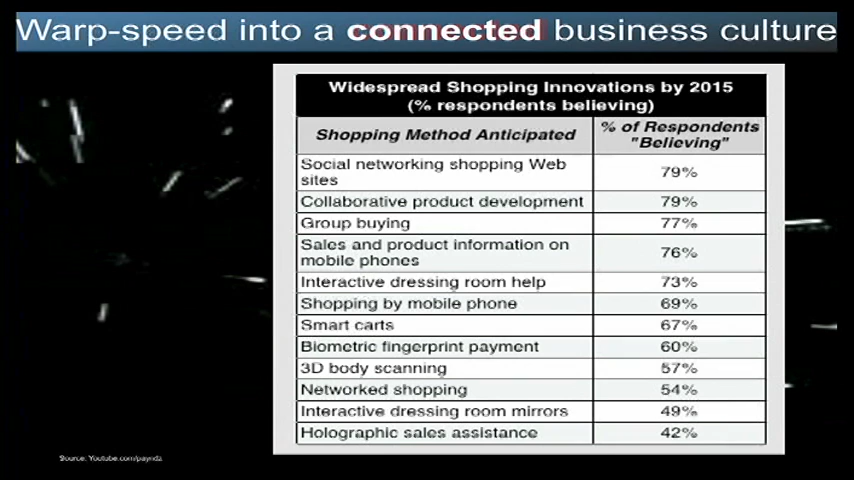 Warp-speed into a connected business culture
Widespread Shopping Innovations by 2015
(% respondents believing)
Shopping Method Anticipated
% of Respondents
"Believing"
Social networking shopping Web
sites
79%
Collaborative product development 79%
Group buying 77%
Sales and product information on
mobile phones
76%
Interactive dressing room help 73%
Shopping by mobile phone 69%
Smart carts 67%
Biometric fingerprint payment 60%
3D body scanning 57%
Networked shopping 54%
Interactive dressing room mirrors 49%
Holographic sales assistance 42%
Source: Youtube.com/